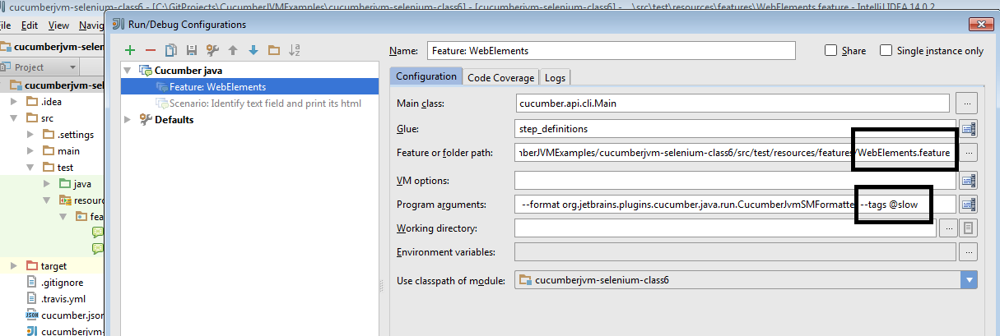 cucumberjvm-selenium-class6 - [C:\GitProjects\CucumberJVMExamples\cucumberjvm-selenium-class6] - [cucumberjvm-selenium-class6] - ...\src\test\resources\features\WebElements.feature - IntelliJ IDEA 14.0.2
File Edit View Navigate
cucumberjvm-sele
Project
cucumberjvm-sel
.idea
src
.settings
main
test
java
resourc
fea
target
.gitignore
.travis.yml
cucumber.json
cucumberjvm-
Run/Debug Configurations
Cucumber java
Feature: WebElements
Scenario: Identify text field and print its html
Defaults
Name: Feature: WebElements
Share Single instance only
Configuration Code Coverage Logs
Main class: cucumber.api.cli.Main ...
Glue: step_definitions
Feature or folder path: nberJVMExamples/cucumberjvm-selenium-class6/src/test/resources/features/WebElements.feature ...
VM options:
Program arguments: --format org.jetbrains.plugins.cucumber.java.run.CucumberJvmSMFormatte --tags @slow
Working directory: ...
Environment variables: ...
Use classpath of module: cucumberjvm-selenium-class6